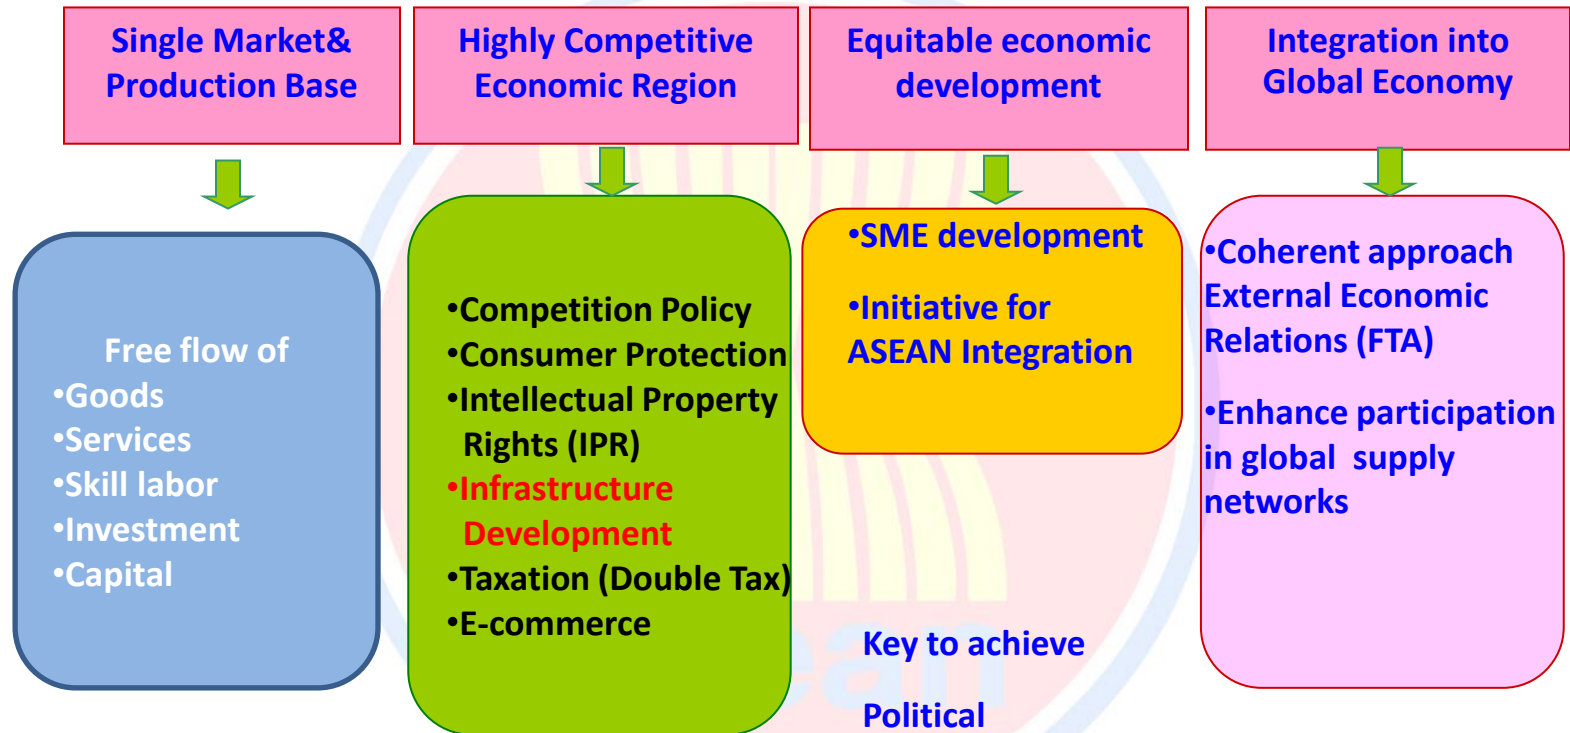 Single Market&
Production Base
Highly Competitive
Economic Region
Equitable economic
development
Integration into
Global Economy
Free flow of
•Goods
•Services
•Skill labor
•Investment
•Capital
•Competition Policy
•Consumer Protection
•Intellectual Property
Rights (IPR)
•Infrastructure
Development
•Taxation (Double Tax)
•E-commerce
•SME development
•Initiative for
ASEAN Integration
•Coherent approach
External Economic
Relations (FTA)
•Enhance participation
in global supply
networks
Key to achieve
Political